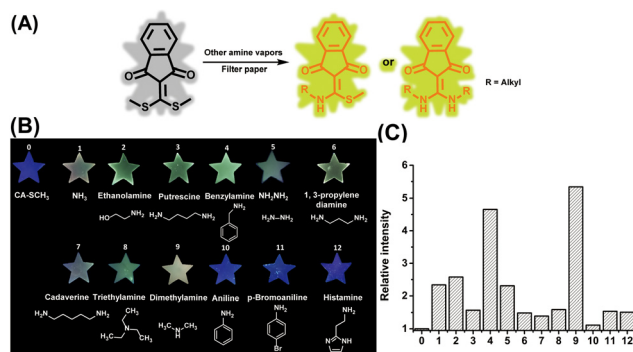 (A)
Other amine vapors
Filter paper
or
R = Alkyl
O
O
S
S
O
O
R
HN
S
O
O
R
R
HN
NH
(B)
0
1
2
3
4
5
6
CA-SCH3
NH3
Ethanolamine
Putrescine
Benzylamine
NH2NH2
1, 3-propylene
diamine
HO
NH2
H2N
NH2
NH2
H2N–NH2
H2N
NH2
7
8
9
10
11
12
Cadaverine
Triethylamine
Dimethylamine
Aniline
p-Bromoaniline
Histamine
H2N
NH2
H3C
N
CH3
CH3
H3C
N
H
CH3
NH2
NH2
Br
NH2
N
NH
(C)
Relative intensity
6
5
4
3
2
1
0 1 2 3 4 5 6 7 8 9 10 11 12